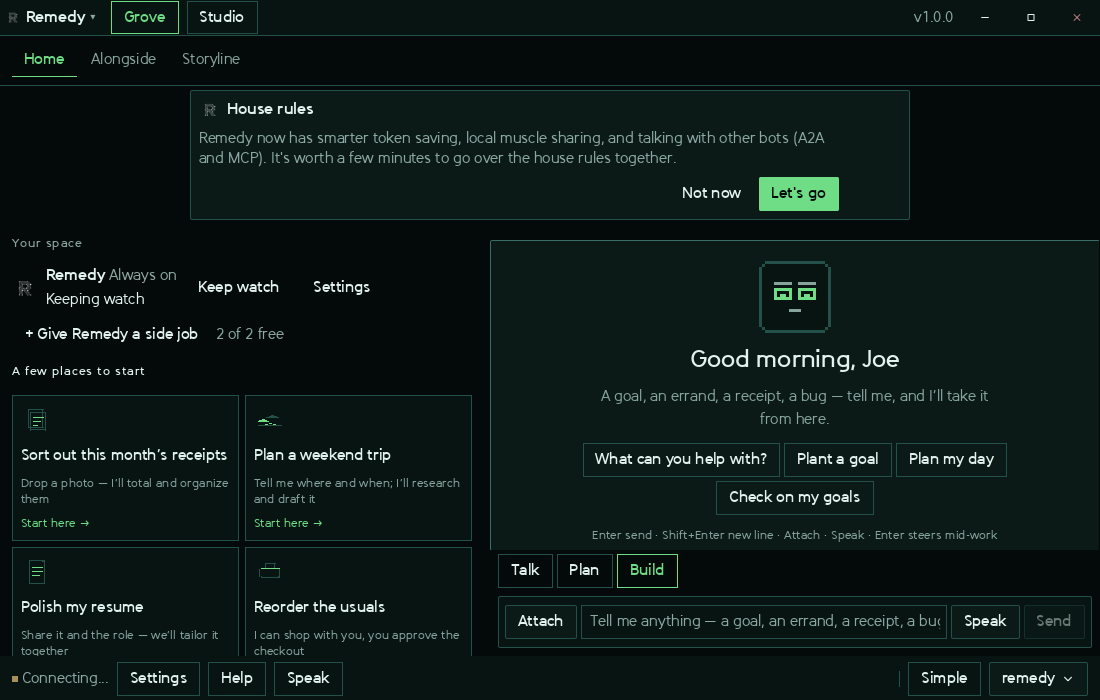 Remedy
Grove
Studio
v1.0.0
Home
Alongside
Storyline
House rules
Remedy now has smarter token saving, local muscle sharing, and talking with other bots (A2A
and MCP). It's worth a few minutes to go over the house rules together.
Not now
Let's go
Your space
Remedy Always on
Keeping watch
Keep watch
Settings
+ Give Remedy a side job
2 of 2 free
A few places to start
Sort out this month's receipts
Drop a photo — I'll total and organize
them
Start here →
Plan a weekend trip
Tell me where and when; I'll research
and draft it
Start here →
Polish my resume
Share it and the role — we'll tailor it
together
Reorder the usuals
I can shop with you, you approve the
checkout
Good morning, Joe
A goal, an errand, a receipt, a bug — tell me, and I'll take it
from here.
What can you help with?
Plant a goal
Plan my day
Check on my goals
Enter send · Shift+Enter new line · Attach · Speak · Enter steers mid-work
Talk
Plan
Build
Attach
Tell me anything — a goal, an errand, a receipt, a bug
Speak
Send
Connecting...
Settings
Help
Speak
Simple
remedy